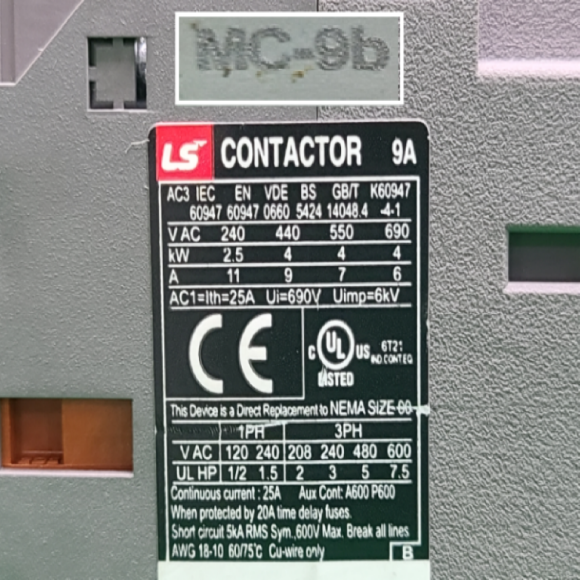 MC-9b
LS CONTACTOR 9A
AC3 IEC EN VDE BS GB/T K60947
60947 60947 0660 5424 14048.4 -4-1
V AC 240 440 550 690
kW 2.5 4 4 4
A 11 9 7 6
AC1=Ith=25A Ui=690V Uimp=6kV
CE
C UL US 6T21
IND.CONT.EQ
LISTED
This Device is a Direct Replacement to NEMA SIZE 00
1PH 3PH
V AC 120 240 208 240 480 600
UL HP 1/2 1.5 2 3 5 7.5
Continuous current : 25A Aux Cont: A600 P600
When protected by 20A time delay fuses.
Short circuit 5kA RMS Sym.,600V Max. Break all lines
AWG 18-10 60/75°C Cu-wire only B